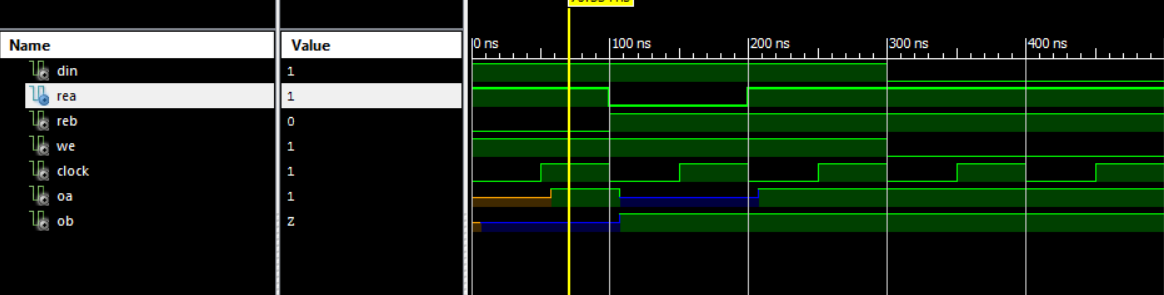 Name Value 0 ns 100 ns 200 ns 300 ns 400 ns
din 1
rea 1
reb 0
we 1
clock 1
oa 1
ob Z